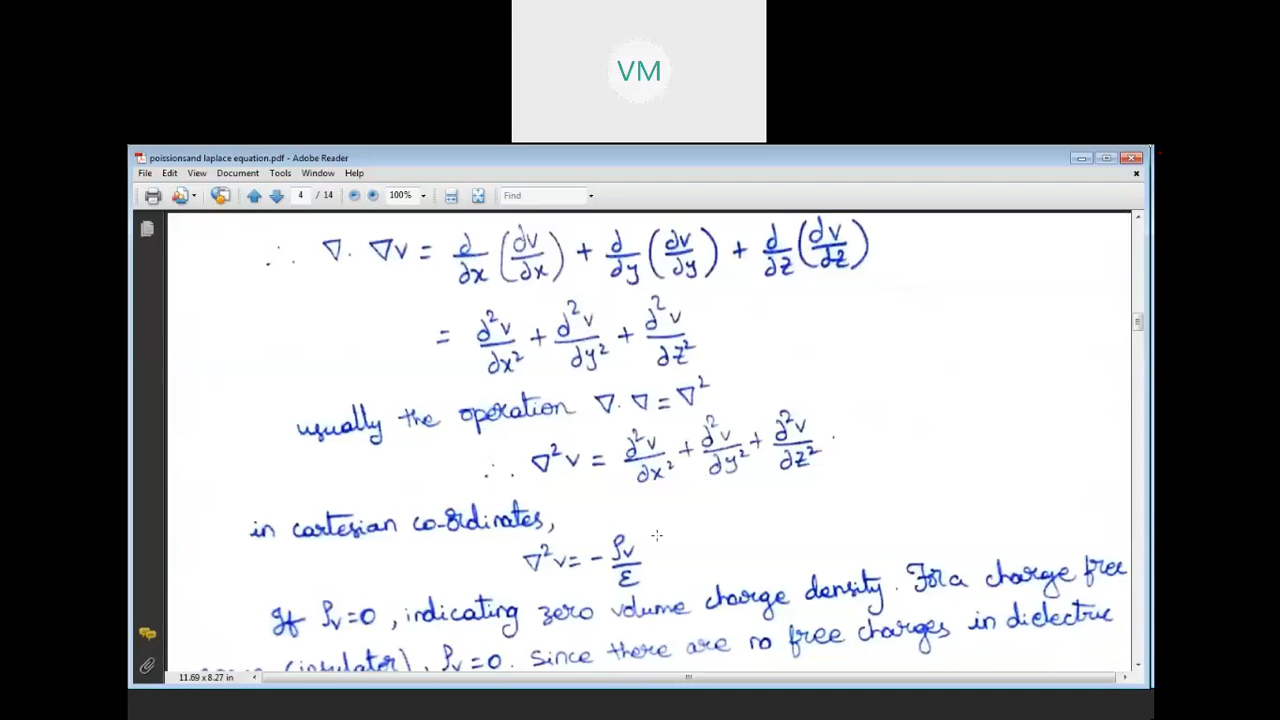 VM
poissionsand laplace equation.pdf - Adobe Reader
File Edit View Document Tools Window Help
4 / 14 100% Find
∴ ∇. ∇v = ∂/∂x (∂v/∂x) + ∂/∂y (∂v/∂y) + ∂/∂z (∂v/∂z)
= ∂²v/∂x² + ∂²v/∂y² + ∂²v/∂z²
usually the operation ∇. ∇ = ∇²
∴ ∇²v = ∂²v/∂x² + ∂²v/∂y² + ∂²v/∂z².
in cartesian co-ordinates,
∇²v = - ρv/ε
If ρv=0, indicating zero volume charge density. For a charge free
(insulator), ρv=0. Since there are no free charges in dielectric
11.69 x 8.27 in